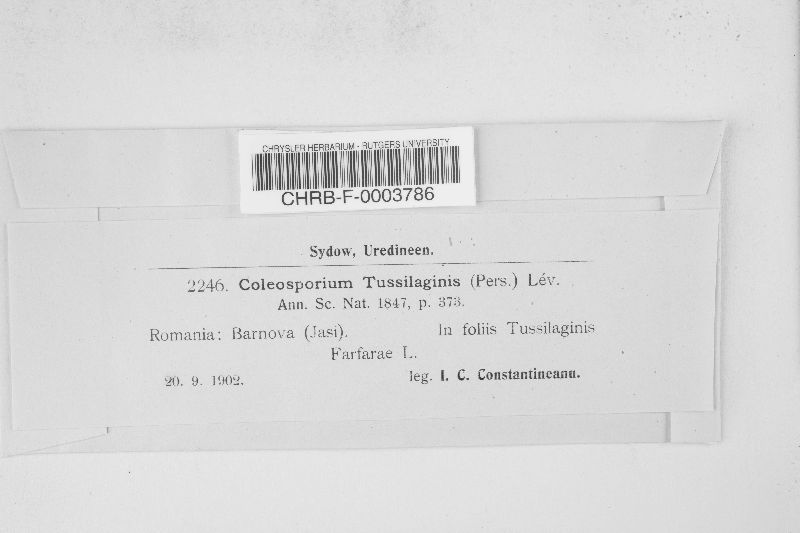 CHRYSLER HERBARIUM - RUTGERS UNIVERSITY
CHRB-F-0003786
Sydow, Uredineen.
2246. Coleosporium Tussilaginis (Pers.) Lév.
Ann. Sc. Nat. 1847, p. 373.
Romania: Barnova (Jasi). In foliis Tussilaginis
Farfarae L.
20. 9. 1902. leg. I. C. Constantineanu.